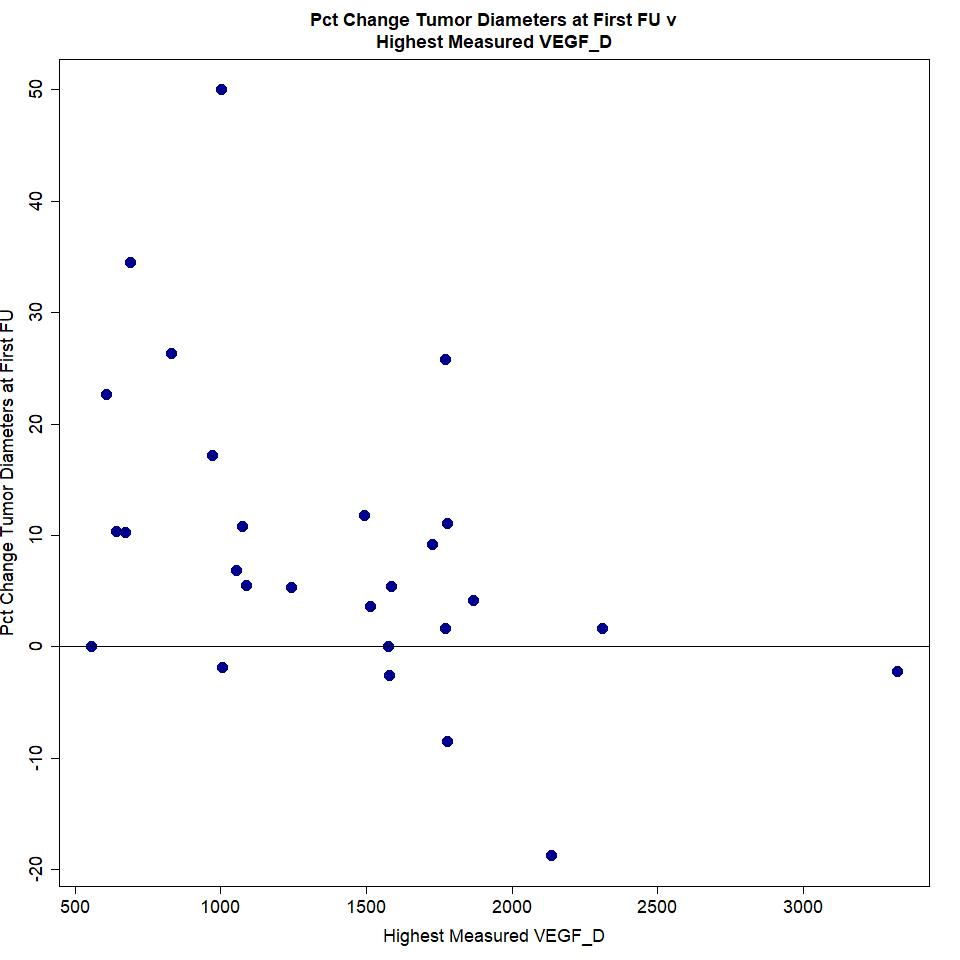 Pct Change Tumor Diameters at First FU v
Highest Measured VEGF_D
Pct Change Tumor Diameters at First FU
50
40
30
20
10
0
-10
-20
500 1000 1500 2000 2500 3000
Highest Measured VEGF_D